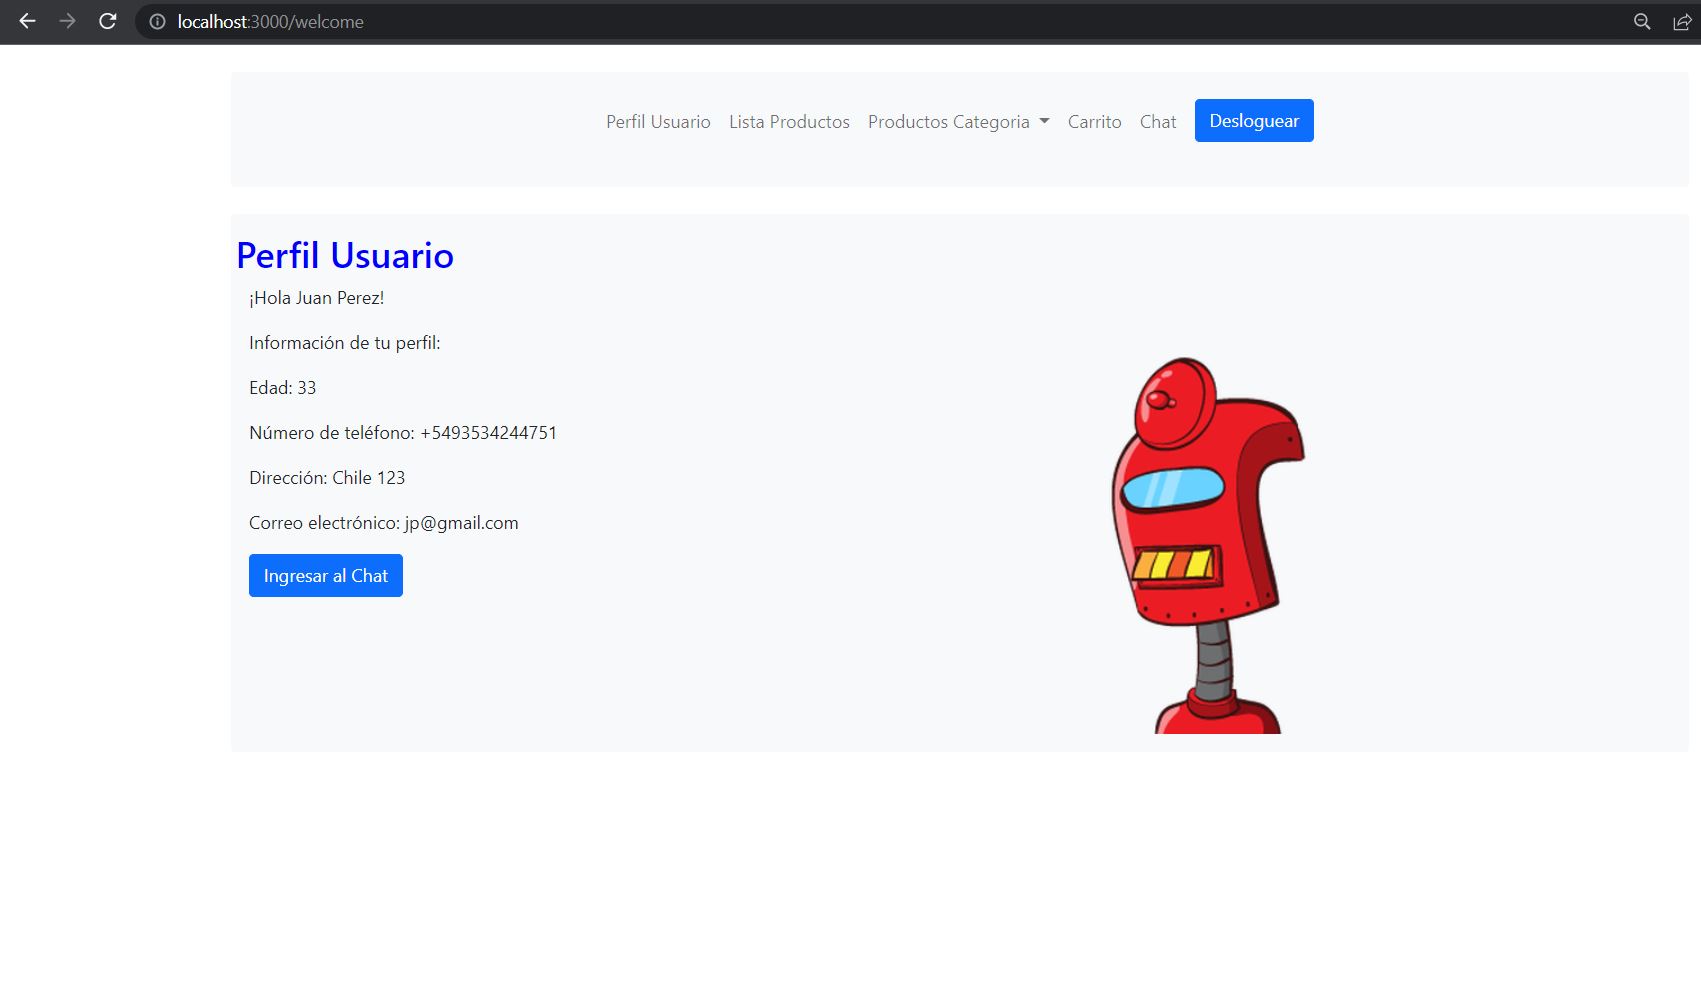 localhost:3000/welcome
Perfil Usuario Lista Productos Productos Categoria Carrito Chat Desloguear
Perfil Usuario
¡Hola Juan Perez!
Información de tu perfil:
Edad: 33
Número de teléfono: +5493534244751
Dirección: Chile 123
Correo electrónico: jp@gmail.com
Ingresar al Chat